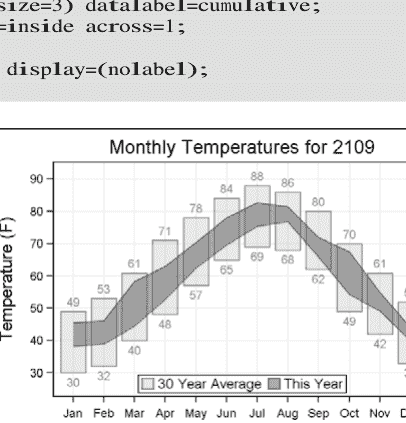 size=3) datalabel=cumulative;
=inside across=1;
display=(nolabel);
Monthly Temperatures for 2109
Temperature (F)
90
80
70
60
50
40
30
49 53 61 71 78 84 88 86 80 70 61
30 32 40 48 57 65 69 68 62 49 42
30 Year Average This Year
Jan Feb Mar Apr May Jun Jul Aug Sep Oct Nov